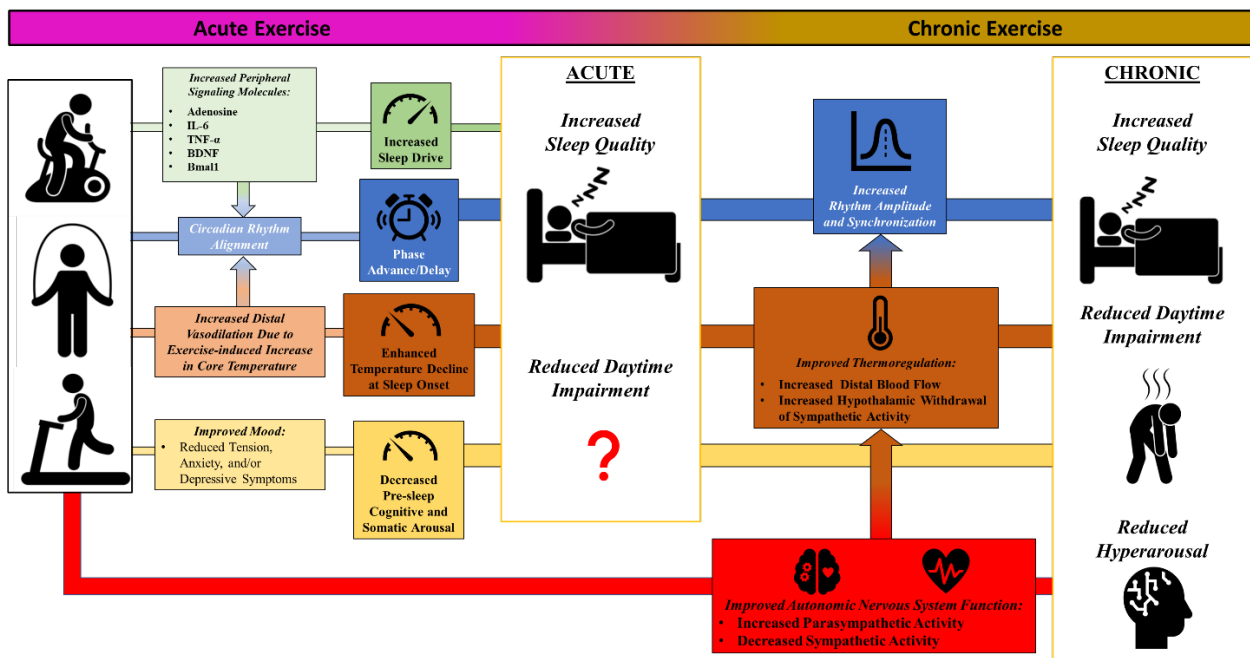 Acute Exercise
Chronic Exercise
Increased Peripheral
Signaling Molecules:
• Adenosine
• IL-6
• TNF-α
• BDNF
• Bmal1
Increased
Sleep Drive
Circadian Rhythm
Alignment
Phase
Advance/Delay
Increased Distal
Vasodilation Due to
Exercise-induced Increase
in Core Temperature
Enhanced
Temperature Decline
at Sleep Onset
Improved Mood:
• Reduced Tension,
Anxiety, and/or
Depressive Symptoms
Decreased
Pre-sleep
Cognitive and
Somatic Arousal
ACUTE
Increased
Sleep Quality
ZZZZ
Reduced Daytime
Impairment
?
Increased
Rhythm Amplitude
and Synchronization
Improved Thermoregulation:
• Increased Distal Blood Flow
• Increased Hypothalamic Withdrawal
of Sympathetic Activity
Improved Autonomic Nervous System Function:
• Increased Parasympathetic Activity
• Decreased Sympathetic Activity
CHRONIC
Increased
Sleep Quality
ZZZZ
Reduced Daytime
Impairment
Reduced
Hyperarousal